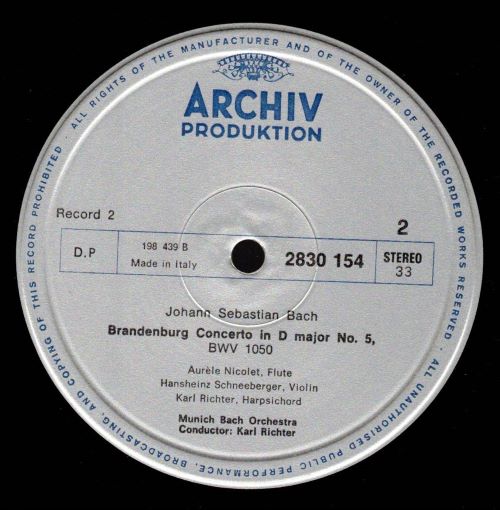 ALL RIGHTS OF THE MANUFACTURER AND OF THE OWNER OF THE RECORDED WORKS RESERVED. ALL UNAUTHORISED PUBLIC PERFORMANCE, BROADCASTING, AND COPYING OF THIS RECORD PROHIBITED ·
ARCHIV
PRODUKTION
Record 2
2
D.P
198 439 B
Made in Italy
2830 154
STEREO
33
Johann Sebastian Bach
Brandenburg Concerto in D major No. 5,
BWV 1050
Aurèle Nicolet, Flute
Hansheinz Schneeberger, Violin
Karl Richter, Harpsichord
Munich Bach Orchestra
Conductor: Karl Richter